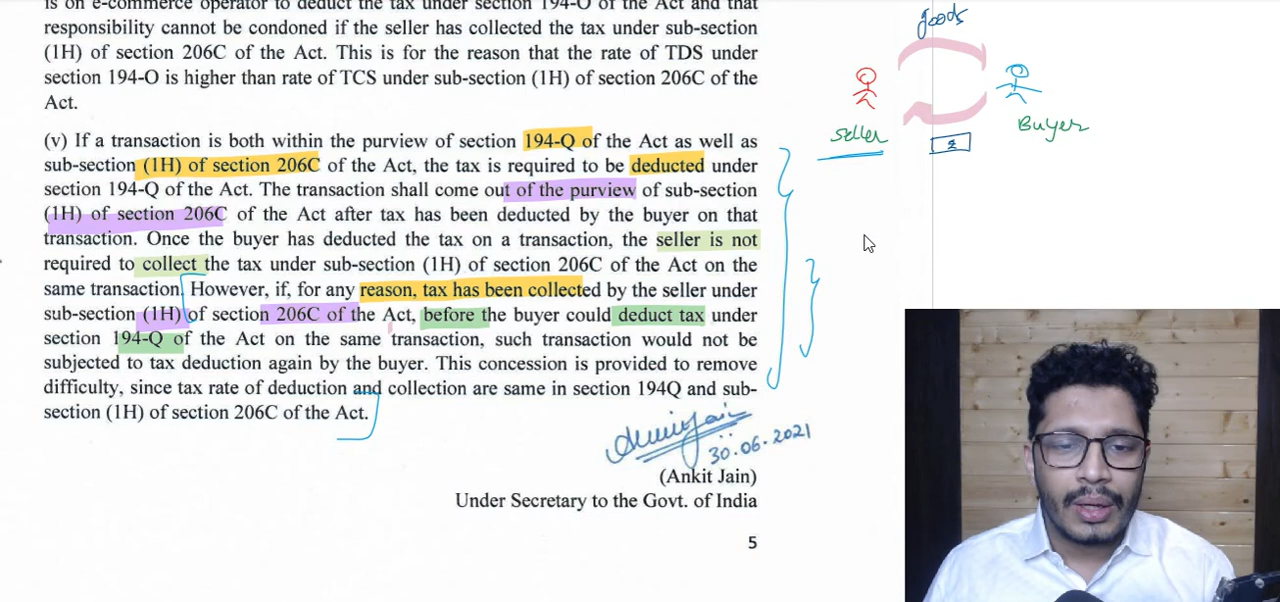 is on e-commerce operator to deduct the tax under section 194-O of the Act and that
responsibility cannot be condoned if the seller has collected the tax under sub-section
(1H) of section 206C of the Act. This is for the reason that the rate of TDS under
section 194-O is higher than rate of TCS under sub-section (1H) of section 206C of the
Act.
(v) If a transaction is both within the purview of section 194-Q of the Act as well as
sub-section (1H) of section 206C of the Act, the tax is required to be deducted under
section 194-Q of the Act. The transaction shall come out of the purview of sub-section
(1H) of section 206C of the Act after tax has been deducted by the buyer on that
transaction. Once the buyer has deducted the tax on a transaction, the seller is not
required to collect the tax under sub-section (1H) of section 206C of the Act on the
same transaction. However, if, for any reason, tax has been collected by the seller under
sub-section (1H) of section 206C of the Act, before the buyer could deduct tax under
section 194-Q of the Act on the same transaction, such transaction would not be
subjected to tax deduction again by the buyer. This concession is provided to remove
difficulty, since tax rate of deduction and collection are same in section 194Q and sub-
section (1H) of section 206C of the Act.
30.06.2021
(Ankit Jain)
Under Secretary to the Govt. of India
5
goods
seller
Buyer